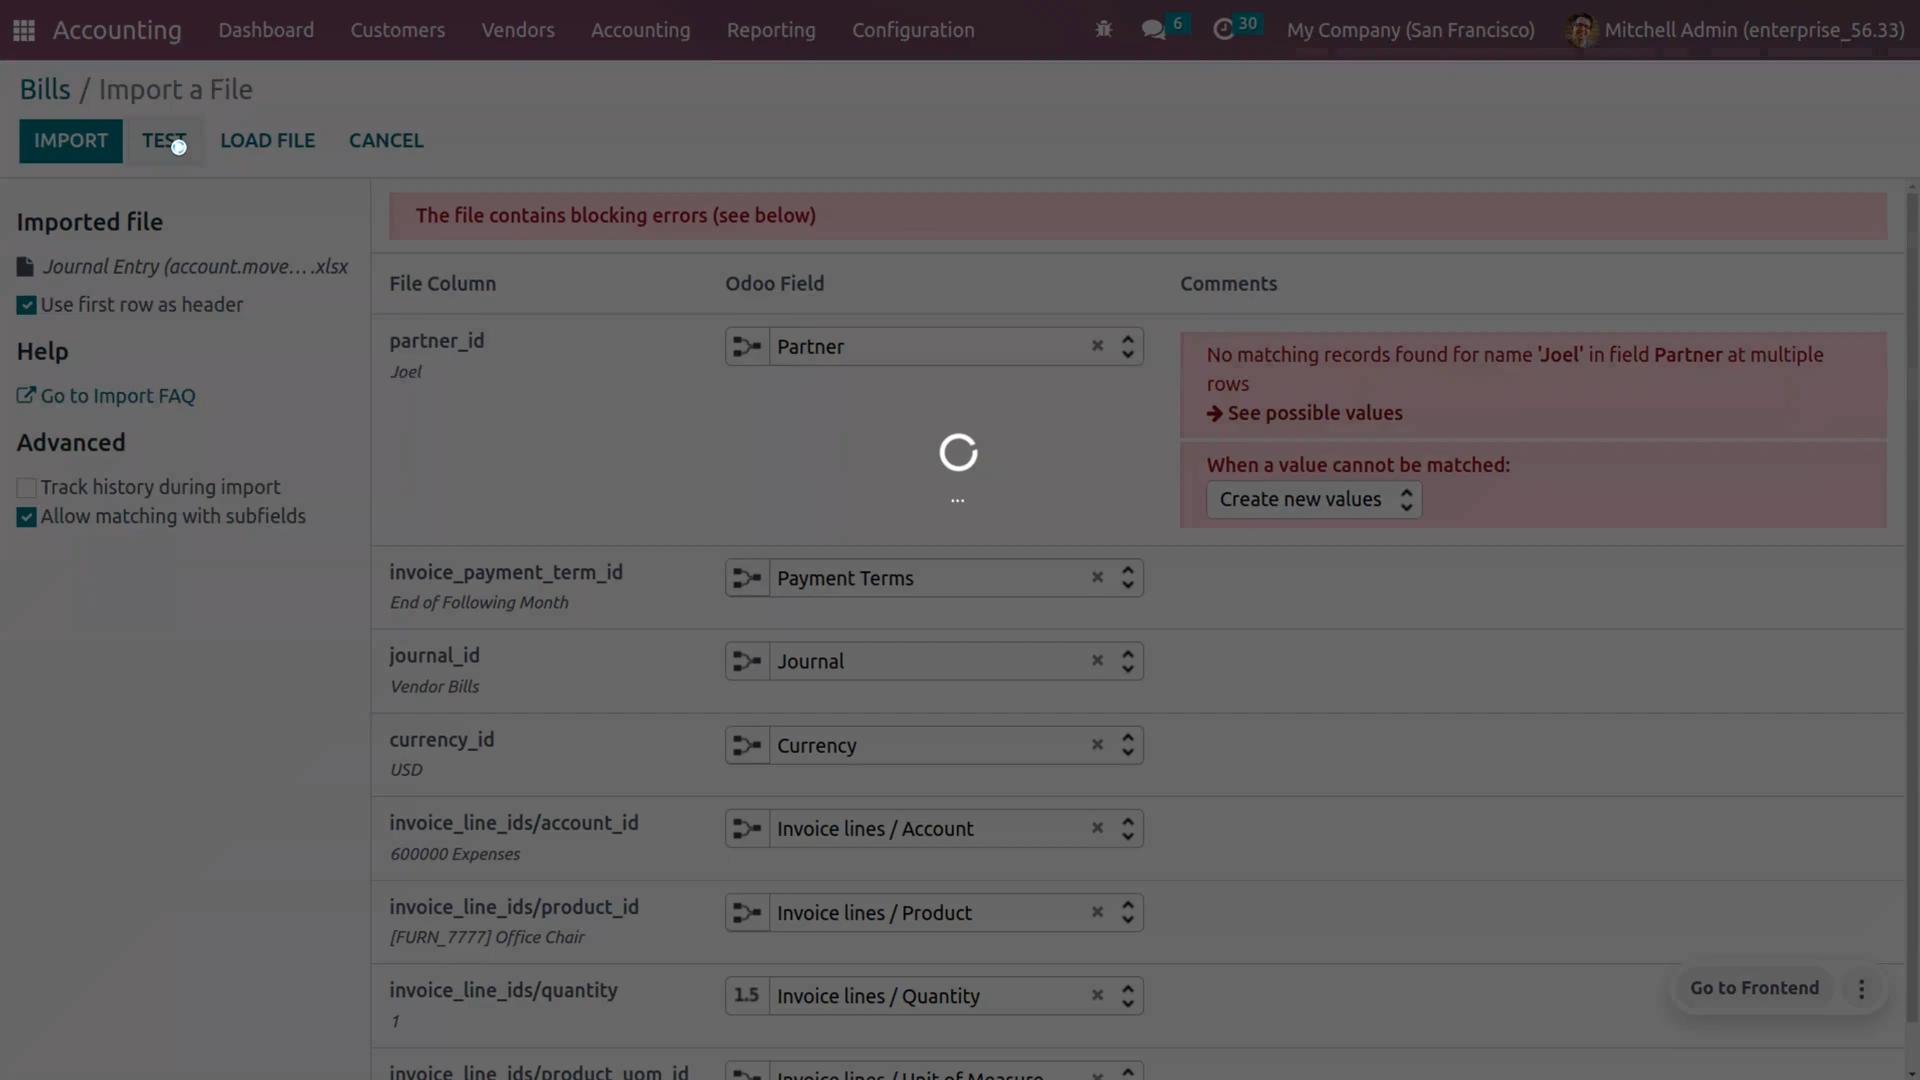 Accounting Dashboard Customers Vendors Accounting Reporting Configuration 6 30 My Company (San Francisco) Mitchell Admin (enterprise_56.33)
Bills / Import a File
IMPORT TEST LOAD FILE CANCEL
Imported file
Journal Entry (account.move... .xlsx
Use first row as header
Help
Go to Import FAQ
Advanced
Track history during import
Allow matching with subfields
The file contains blocking errors (see below)
File Column Odoo Field Comments
partner_id
Joel
Partner
No matching records found for name 'Joel' in field Partner at multiple
rows
See possible values
When a value cannot be matched:
Create new values
...
invoice_payment_term_id
End of Following Month
Payment Terms
journal_id
Vendor Bills
Journal
currency_id
USD
Currency
invoice_line_ids/account_id
600000 Expenses
Invoice lines / Account
invoice_line_ids/product_id
[FURN_7777] Office Chair
Invoice lines / Product
invoice_line_ids/quantity
1
1.5 Invoice lines / Quantity
Go to Frontend
invoice_line_ids/product_uom_id
Invoice lines / Unit of Measure